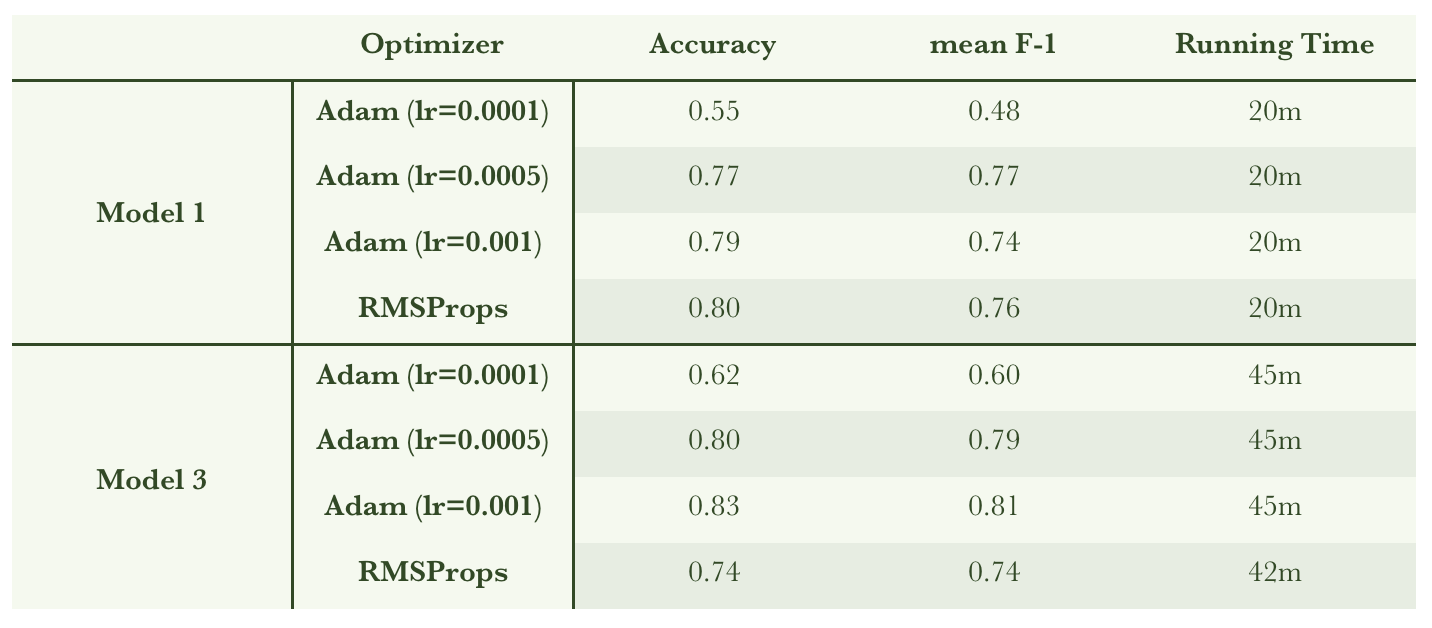 Optimizer Accuracy mean F-1 Running Time
Adam (lr=0.0001) 0.55 0.48 20m
Adam (lr=0.0005) 0.77 0.77 20m
Model 1
Adam (lr=0.001) 0.79 0.74 20m
RMSProps 0.80 0.76 20m
Adam (lr=0.0001) 0.62 0.60 45m
Adam (lr=0.0005) 0.80 0.79 45m
Model 3
Adam (lr=0.001) 0.83 0.81 45m
RMSProps 0.74 0.74 42m